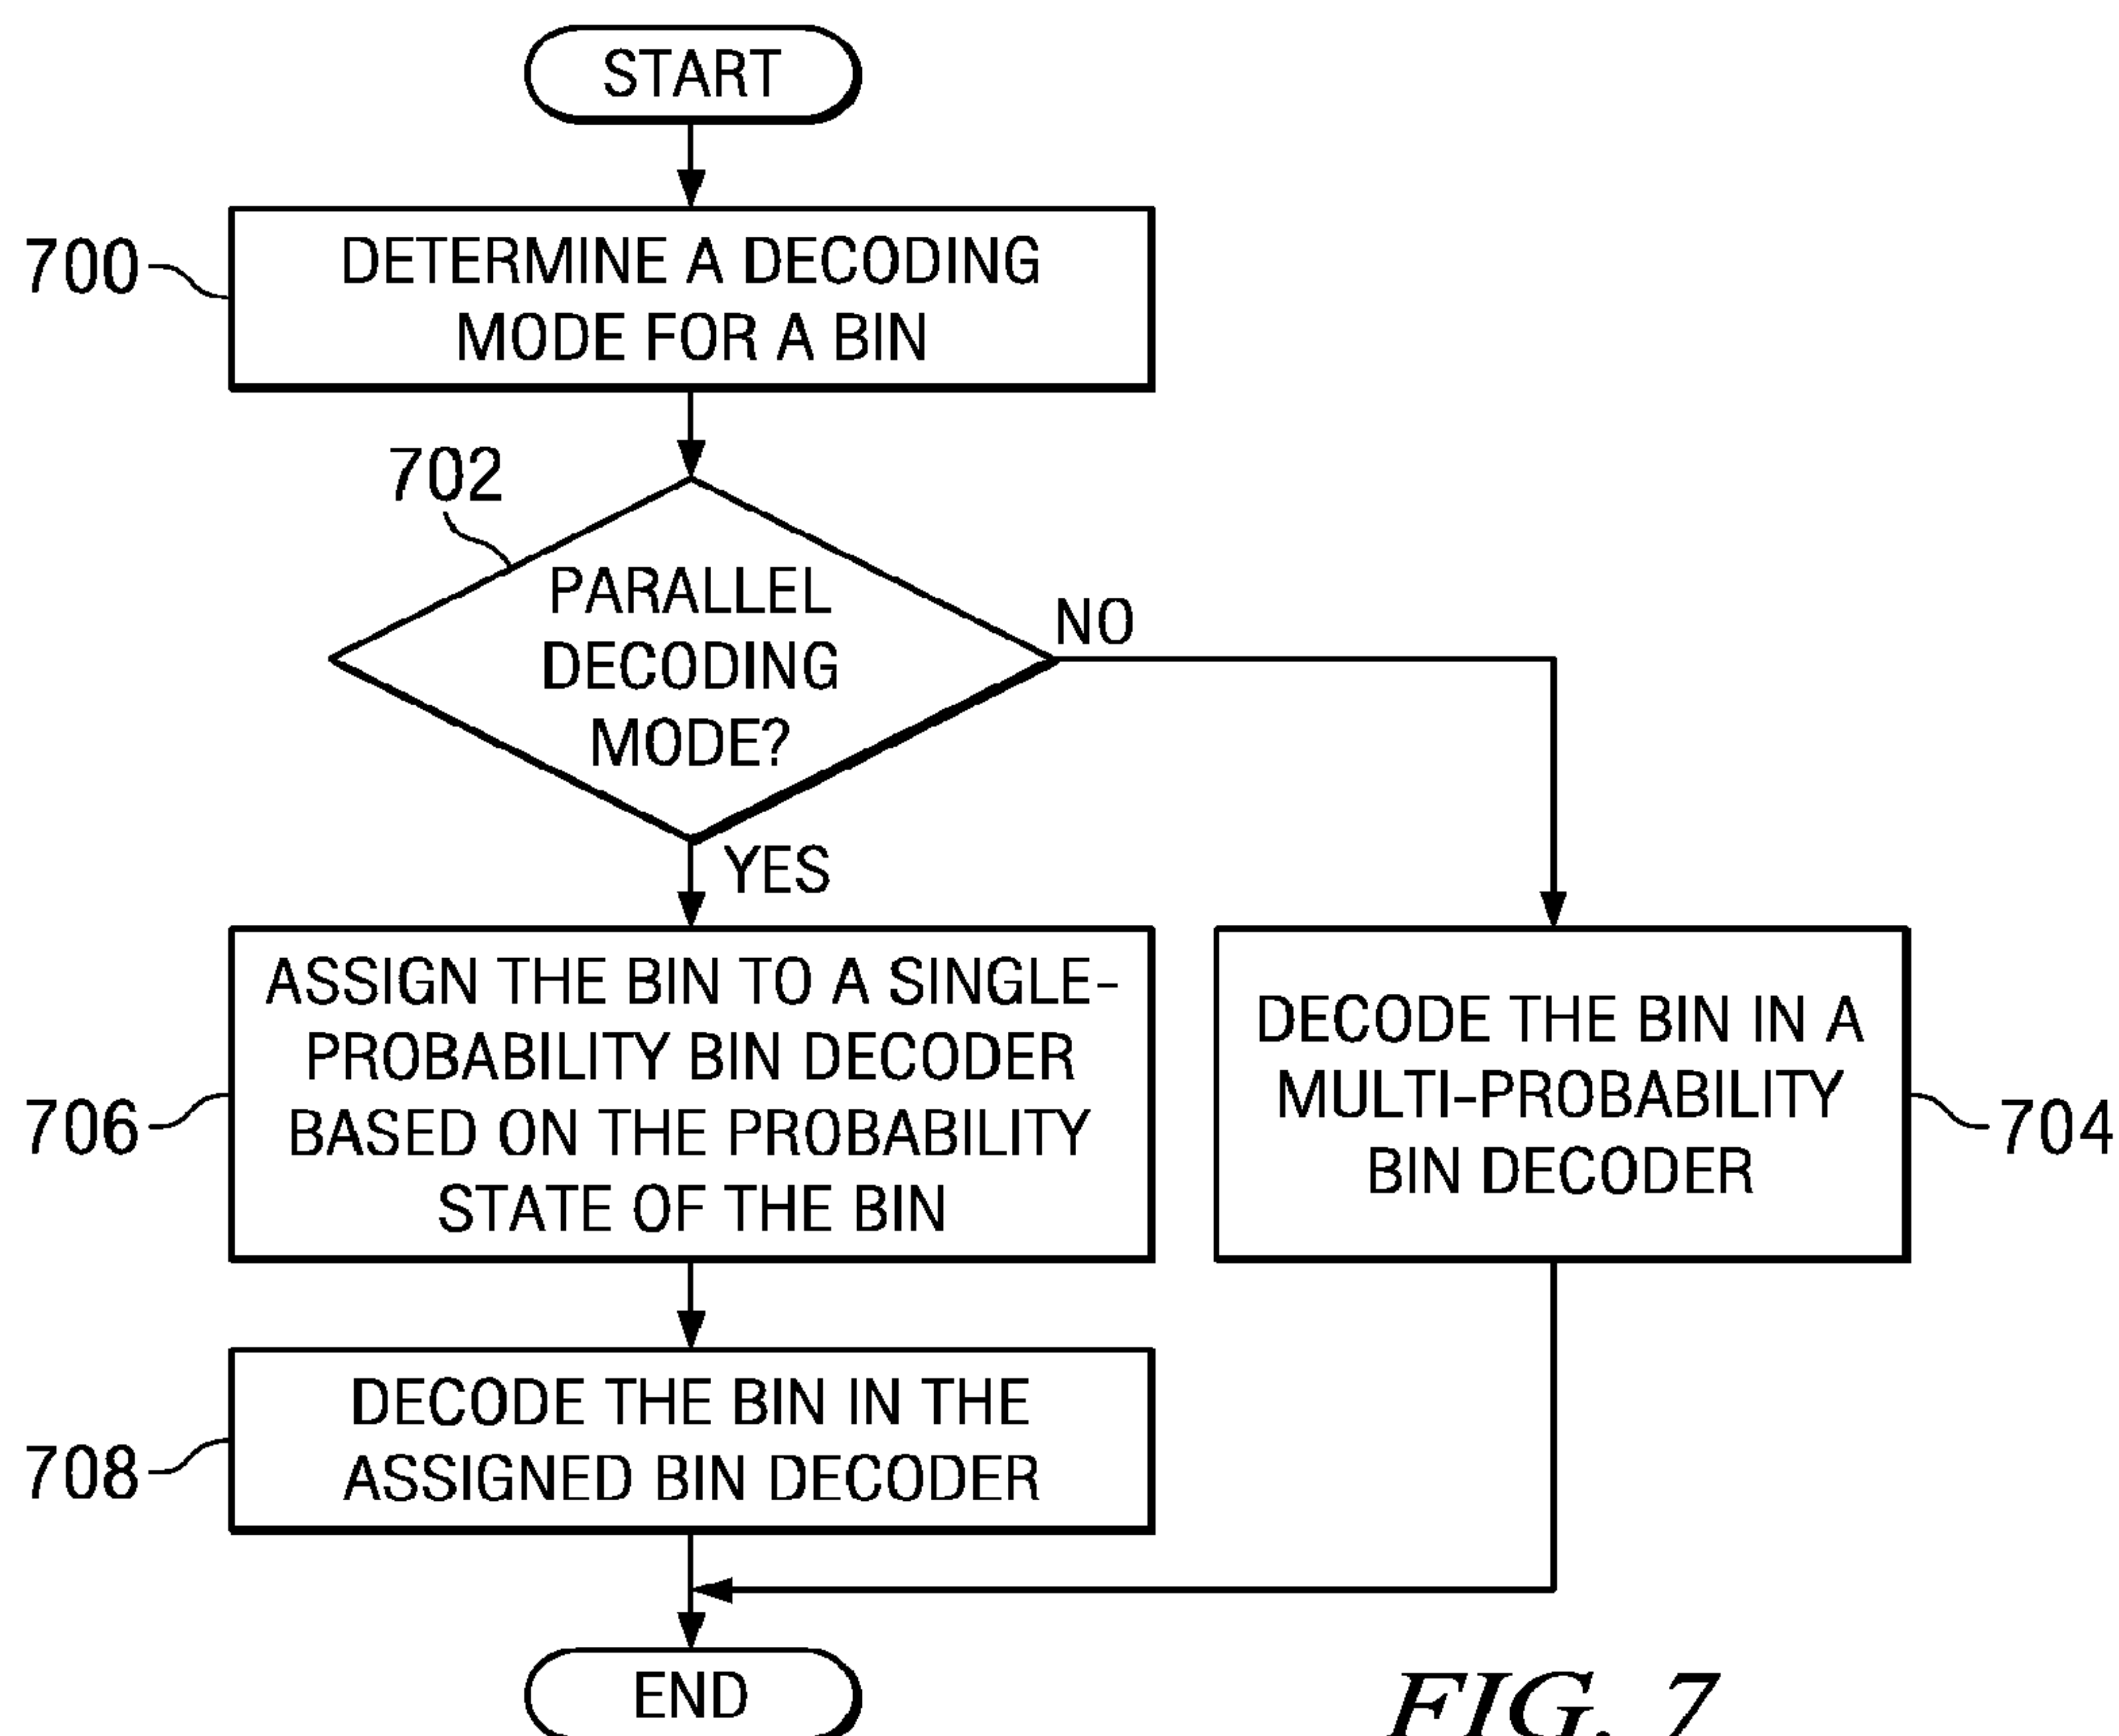 START
700
DETERMINE A DECODING
MODE FOR A BIN
702
PARALLEL
DECODING
MODE?
NO
YES
706
ASSIGN THE BIN TO A SINGLE-
PROBABILITY BIN DECODER
BASED ON THE PROBABILITY
STATE OF THE BIN
DECODE THE BIN IN A
MULTI-PROBABILITY
BIN DECODER
704
708
DECODE THE BIN IN THE
ASSIGNED BIN DECODER
END
FIG. 7